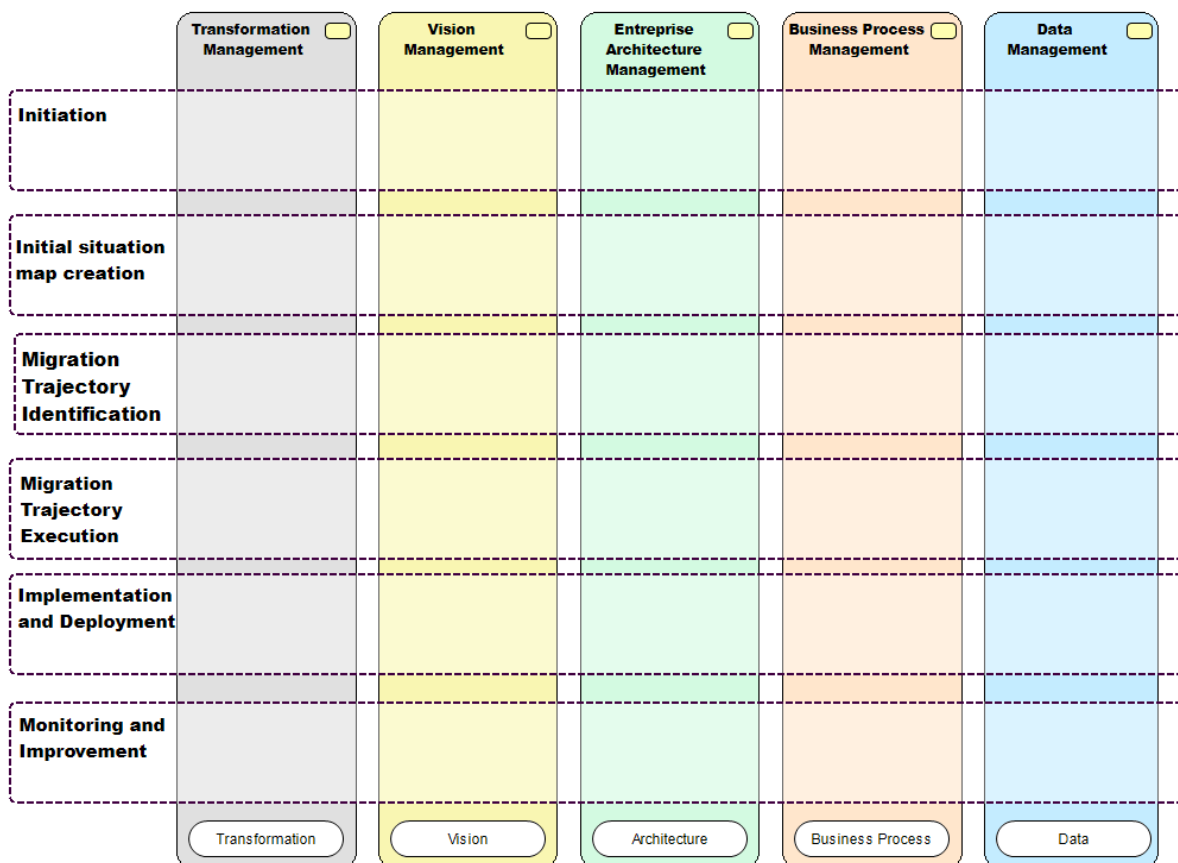 Transformation
Management
Vision
Management
Entreprise
Architecture
Management
Business Process
Management
Data
Management
Initiation
Initial situation
map creation
Migration
Trajectory
Identification
Migration
Trajectory
Execution
Implementation
and Deployment
Monitoring and
Improvement
Transformation
Vision
Architecture
Business Process
Data